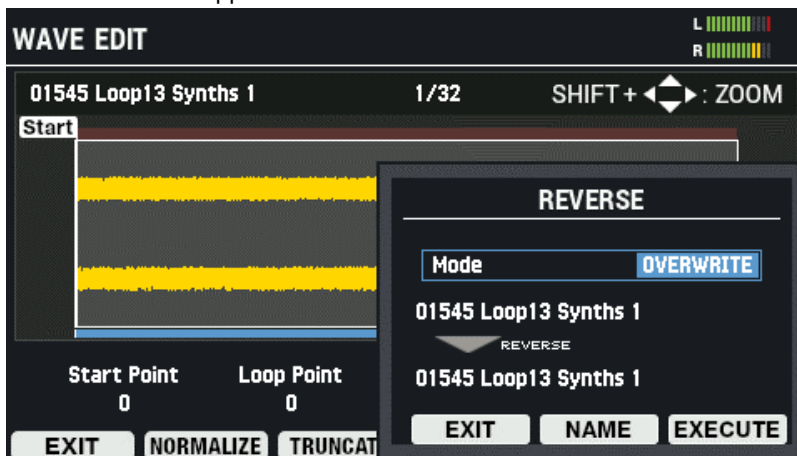 WAVE EDIT
L
R
01545 Loop13 Synths 1 1/32 SHIFT + : ZOOM
Start
REVERSE
Mode OVERWRITE
01545 Loop13 Synths 1
REVERSE
01545 Loop13 Synths 1
Start Point Loop Point
0 0
EXIT NAME EXECUTE
EXIT NORMALIZE TRUNCAT